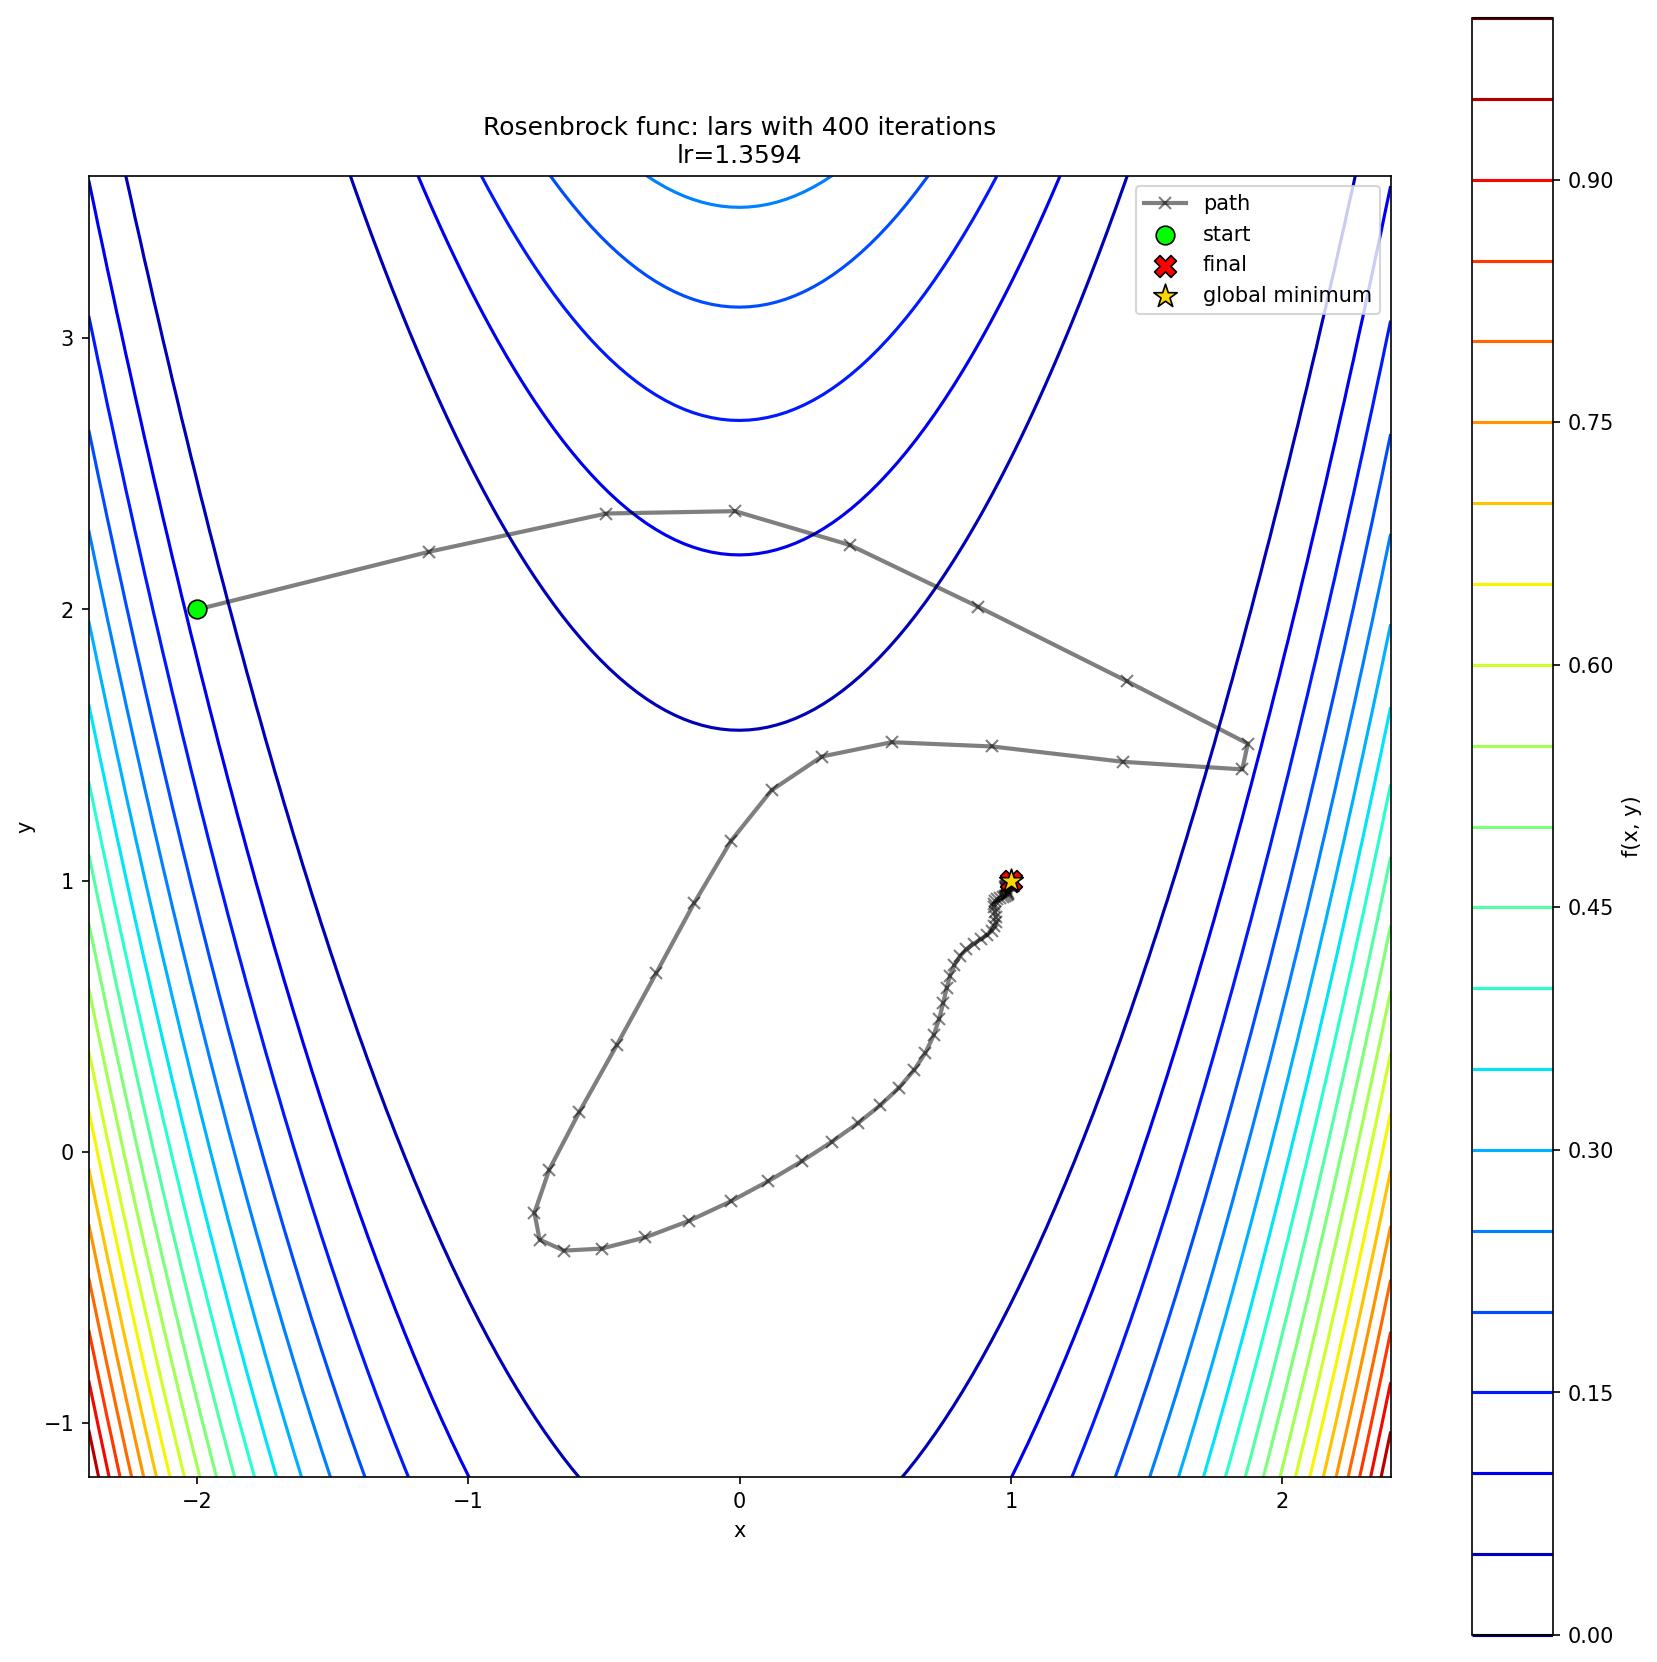 Rosenbrock func: lars with 400 iterations
lr=1.3594
path
start
final
global minimum
y
3
2
1
0
−1
−2
−1
0
1
2
x
0.90
0.75
0.60
0.45
0.30
0.15
0.00
f(x, y)